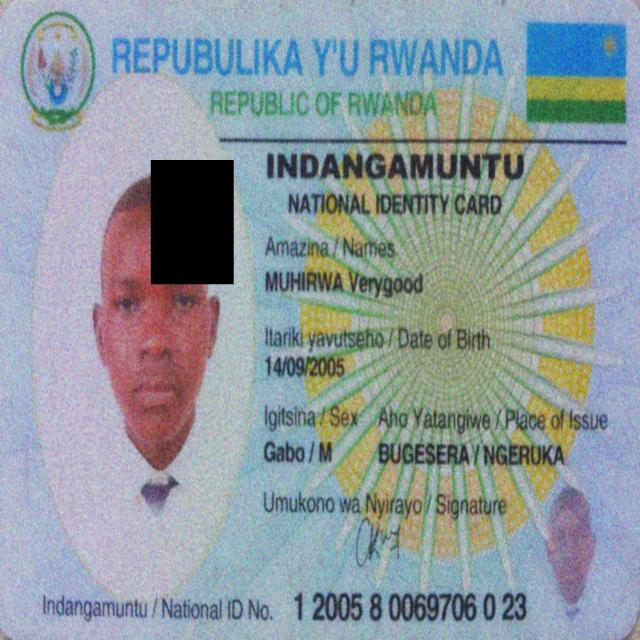 REPUBULIKA Y'U RWANDA
REPUBLIC OF RWANDA
INDANGAMUNTU
NATIONAL IDENTITY CARD
Amazina / Names
MUHIRWA Verygood
Itariki yavutseho / Date of Birth
14/09/2005
Igitsina / Sex Aho Yatangiwe / Place of Issue
Gabo / M BUGESERA / NGERUKA
Umukono wa Nyirayo / Signature
Indangamuntu / National ID No. 1 2005 8 0069706 0 23